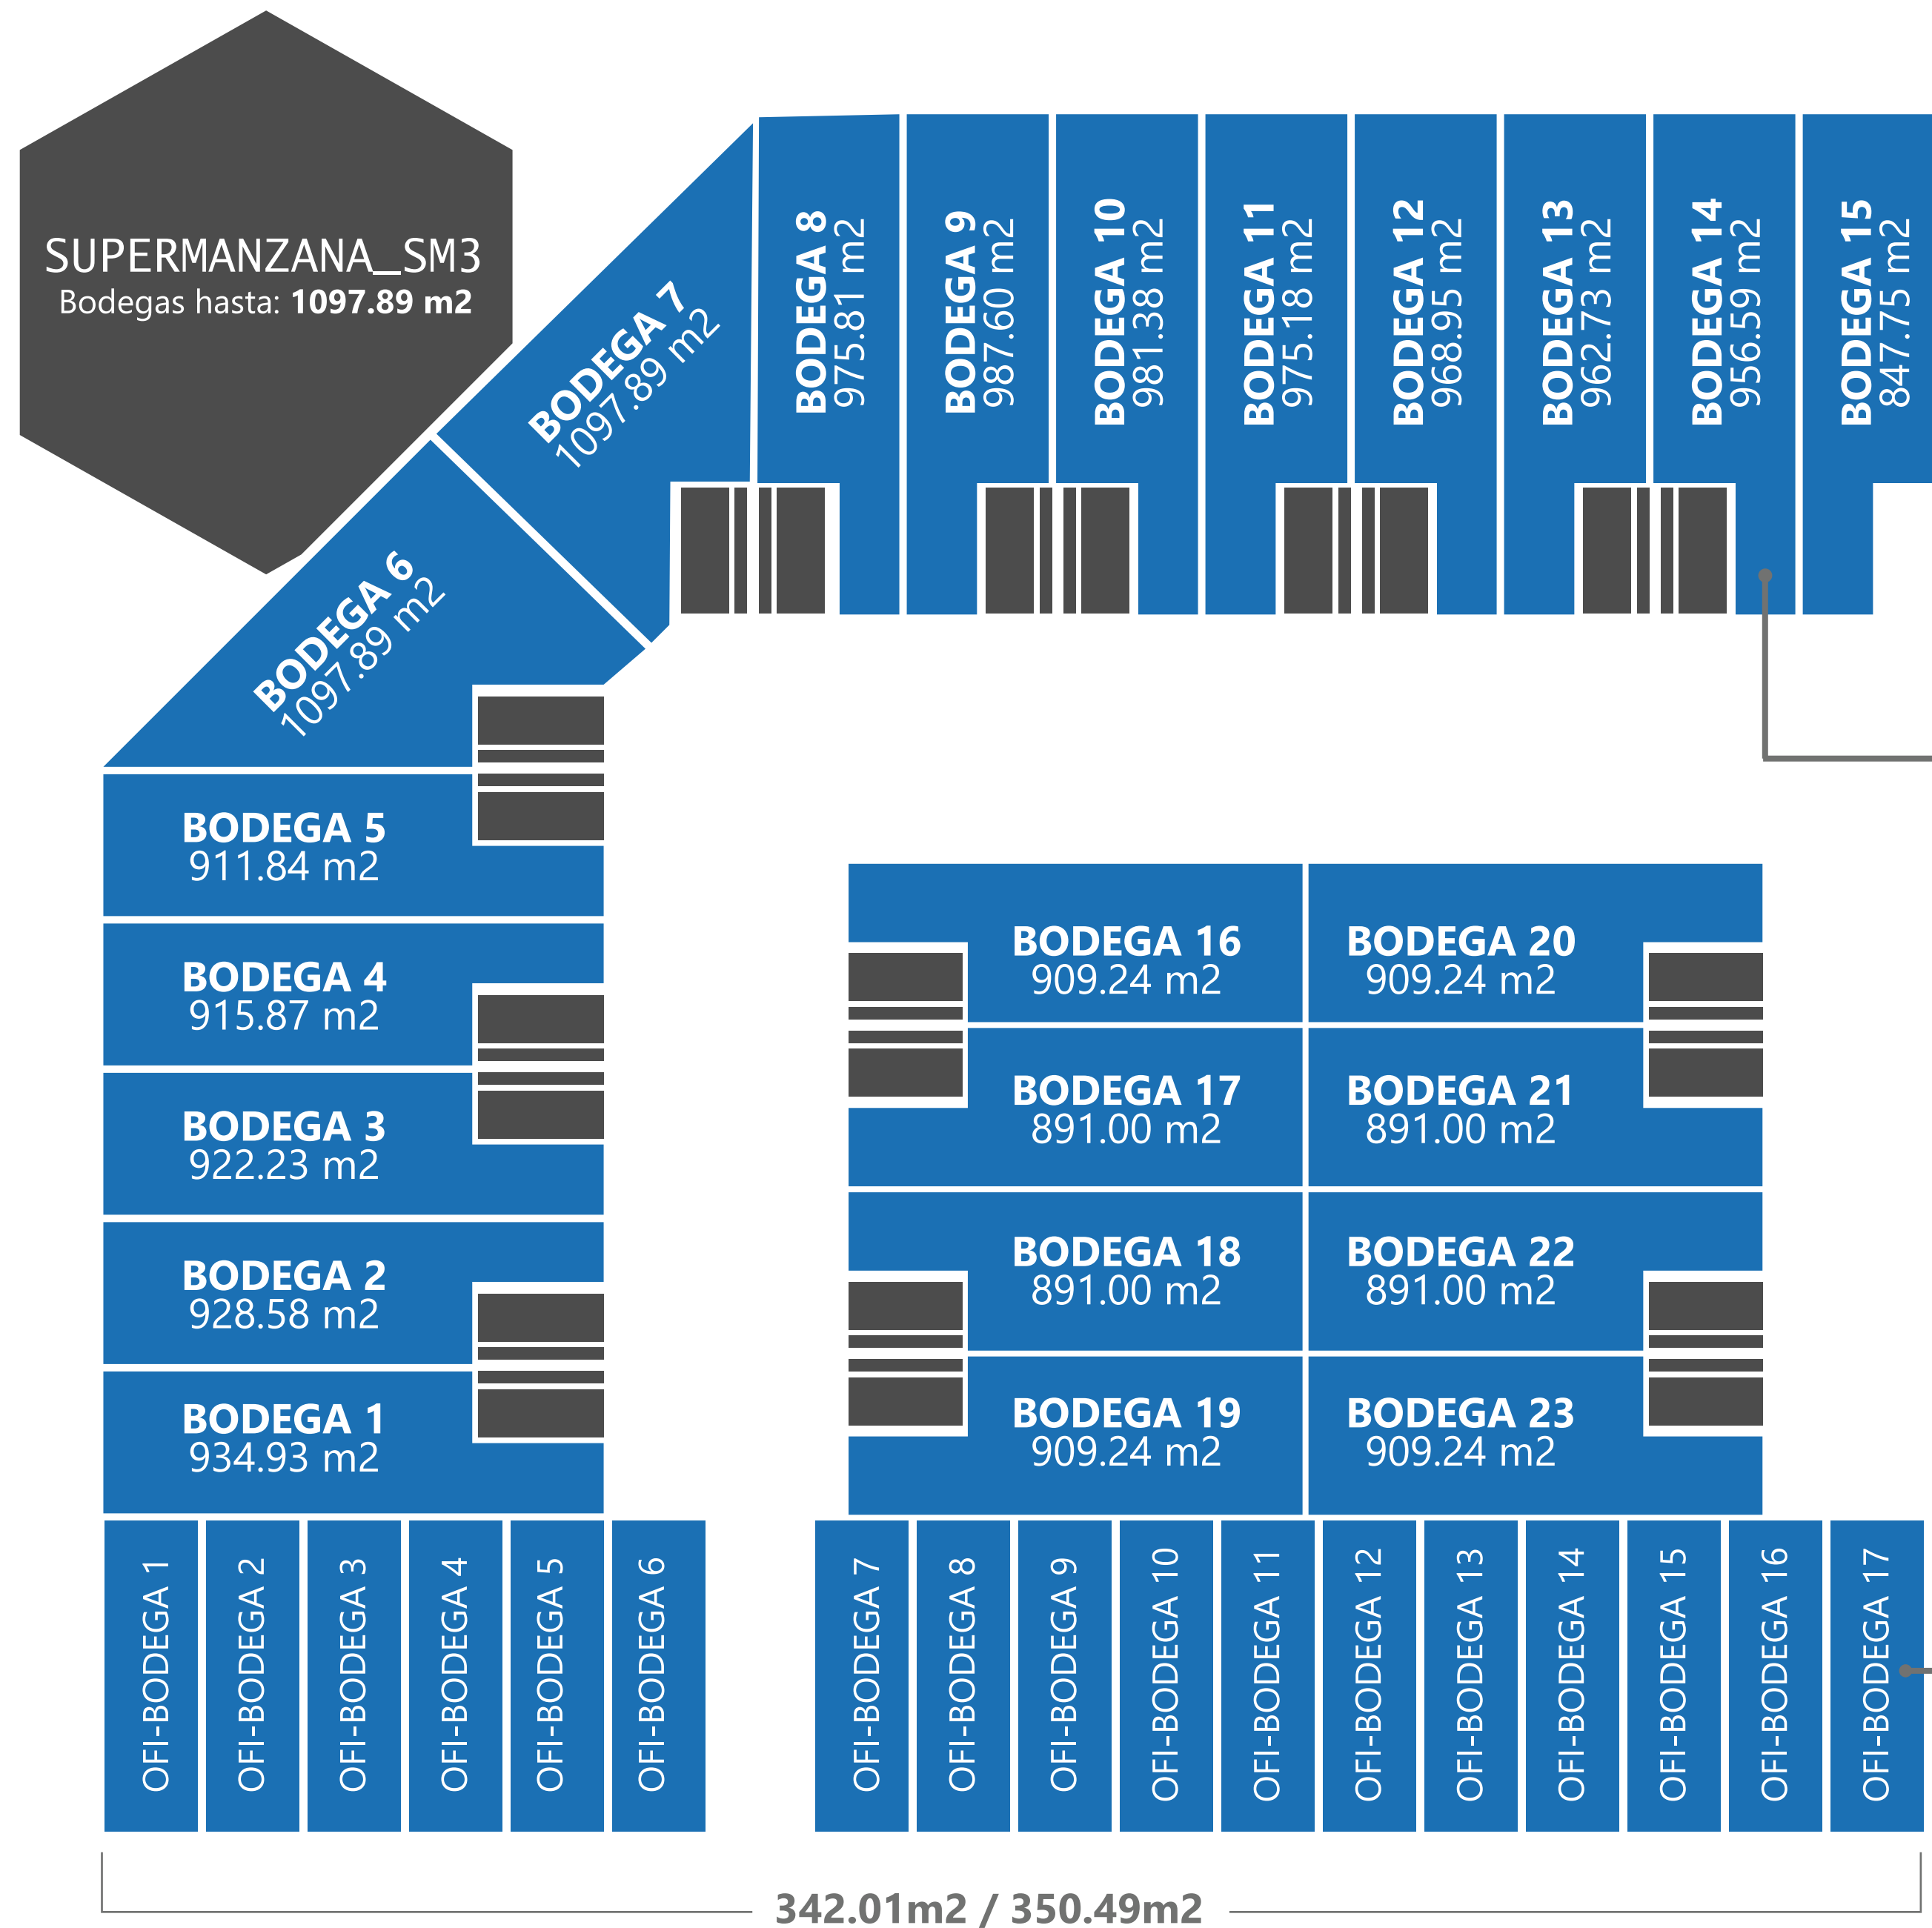 SUPERMANZANA_SM3
Bodegas hasta: 1097.89 m2
BODEGA 7
1097.89 m2
BODEGA 8
975.81 m2
BODEGA 9
987.60 m2
BODEGA 10
981.38 m2
BODEGA 11
975.18 m2
BODEGA 12
968.95 m2
BODEGA 13
962.73 m2
BODEGA 14
956.59 m2
BODEGA 15
847.75 m2
BODEGA 6
1097.89 m2
BODEGA 5
911.84 m2
BODEGA 4
915.87 m2
BODEGA 3
922.23 m2
BODEGA 2
928.58 m2
BODEGA 1
934.93 m2
BODEGA 16
909.24 m2
BODEGA 20
909.24 m2
BODEGA 17
891.00 m2
BODEGA 21
891.00 m2
BODEGA 18
891.00 m2
BODEGA 22
891.00 m2
BODEGA 19
909.24 m2
BODEGA 23
909.24 m2
OFI-BODEGA 1
OFI-BODEGA 2
OFI-BODEGA 3
OFI-BODEGA 4
OFI-BODEGA 5
OFI-BODEGA 6
OFI-BODEGA 7
OFI-BODEGA 8
OFI-BODEGA 9
OFI-BODEGA 10
OFI-BODEGA 11
OFI-BODEGA 12
OFI-BODEGA 13
OFI-BODEGA 14
OFI-BODEGA 15
OFI-BODEGA 16
OFI-BODEGA 17
342.01m2 / 350.49m2